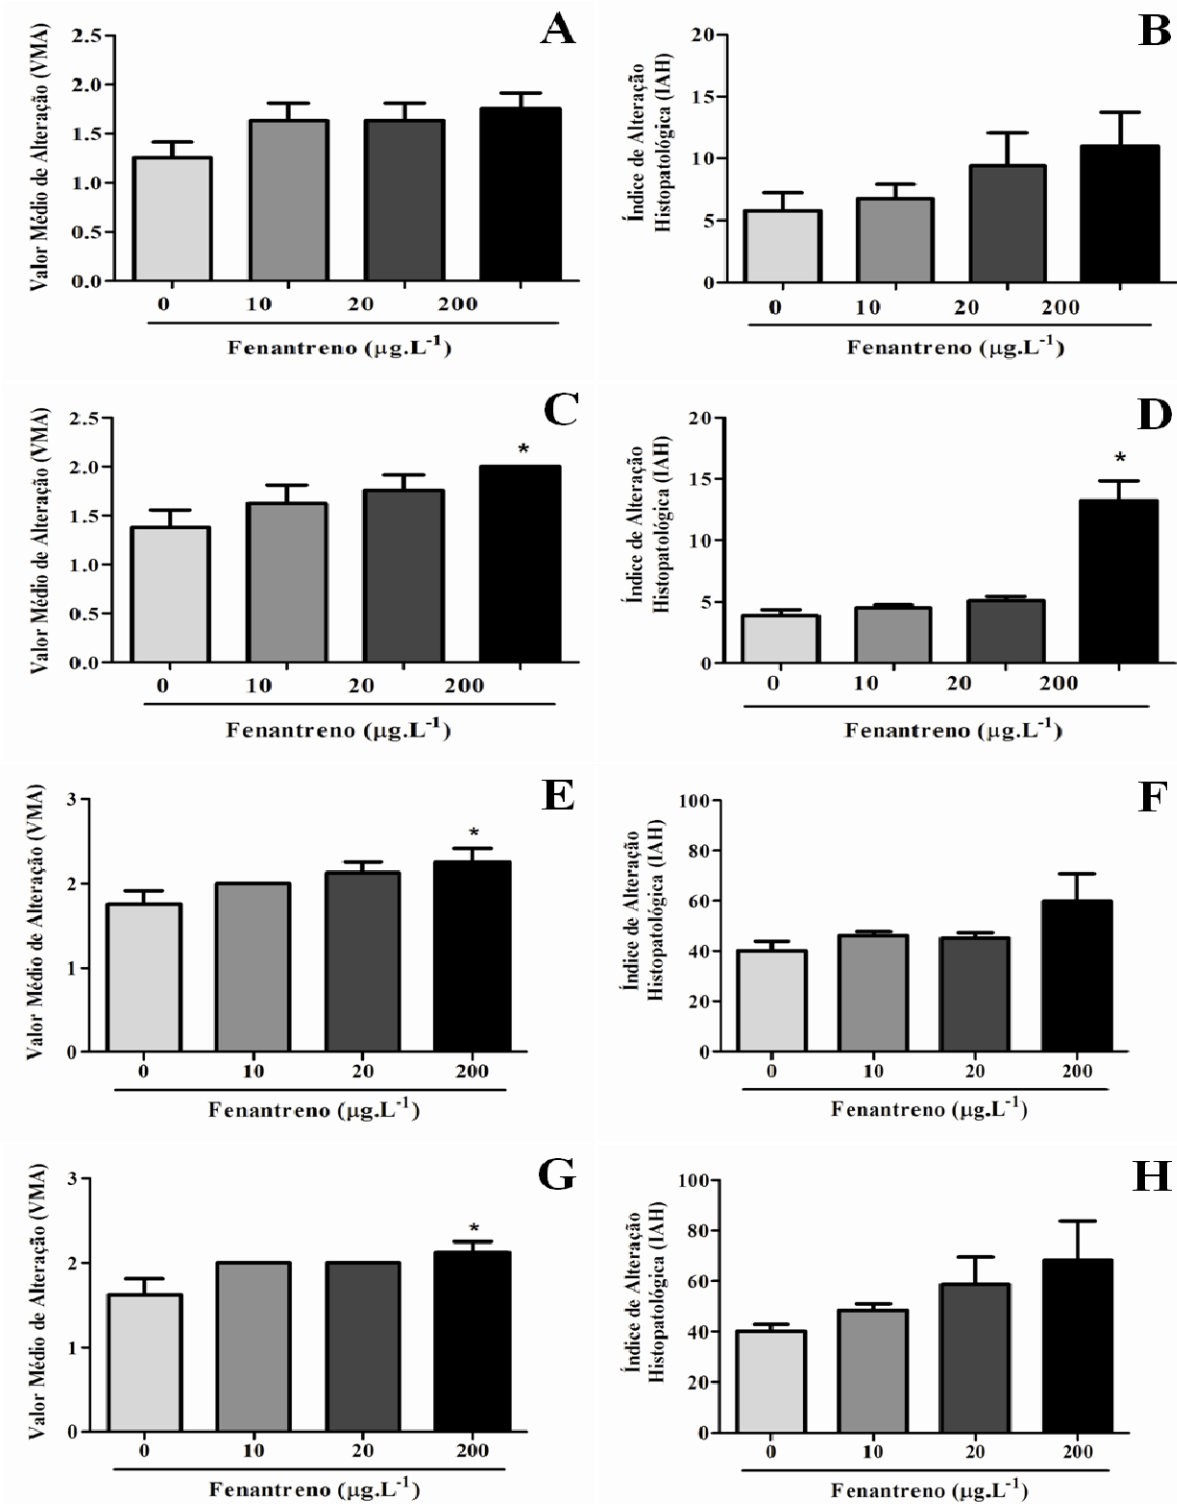 A
Valor Médio de Alteração (VMA)
2.5
2.0
1.5
1.0
0.5
0.0
0 10 20 200
Fenantreno (µg.L-1)
B
Índice de Alteração
Histopatológica (IAH)
20
15
10
5
0
0 10 20 200
Fenantreno (µg.L-1)
C
Valor Médio de Alteração (VMA)
2.5
2.0
1.5
1.0
0.5
0.0
*
0 10 20 200
Fenantreno (µg.L-1)
D
Índice de Alteração
Histopatológica (IAH)
20
15
10
5
0
*
0 10 20 200
Fenantreno (µg.L-1)
E
Valor Médio de Alteração (VMA)
3
2
1
0
*
0 10 20 200
Fenantreno (µg.L-1)
F
Índice de Alteração
Histopatológica (IAH)
100
80
60
40
20
0
0 10 20 200
Fenantreno (µg.L-1)
G
Valor Médio de Alteração (VMA)
3
2
1
0
*
0 10 20 200
Fenantreno (µg.L-1)
H
Índice de Alteração
Histopatológica (IAH)
100
80
60
40
20
0
0 10 20 200
Fenantreno (µg.L-1)